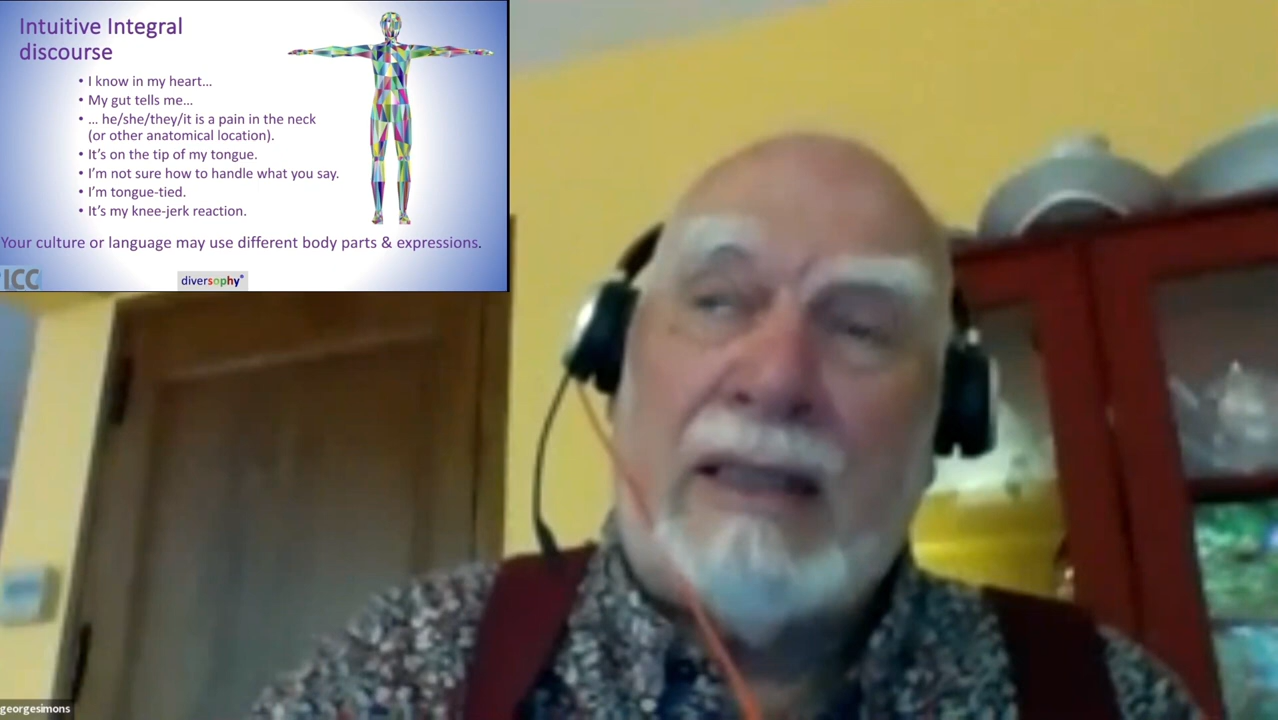 Intuitive Integral
discourse
• I know in my heart…
• My gut tells me…
• … he/she/they/it is a pain in the neck
(or other anatomical location).
• It’s on the tip of my tongue.
• I’m not sure how to handle what you say.
• I’m tongue-tied.
• It’s my knee-jerk reaction.
Your culture or language may use different body parts & expressions.
ICC
diversophy®
georgesimons